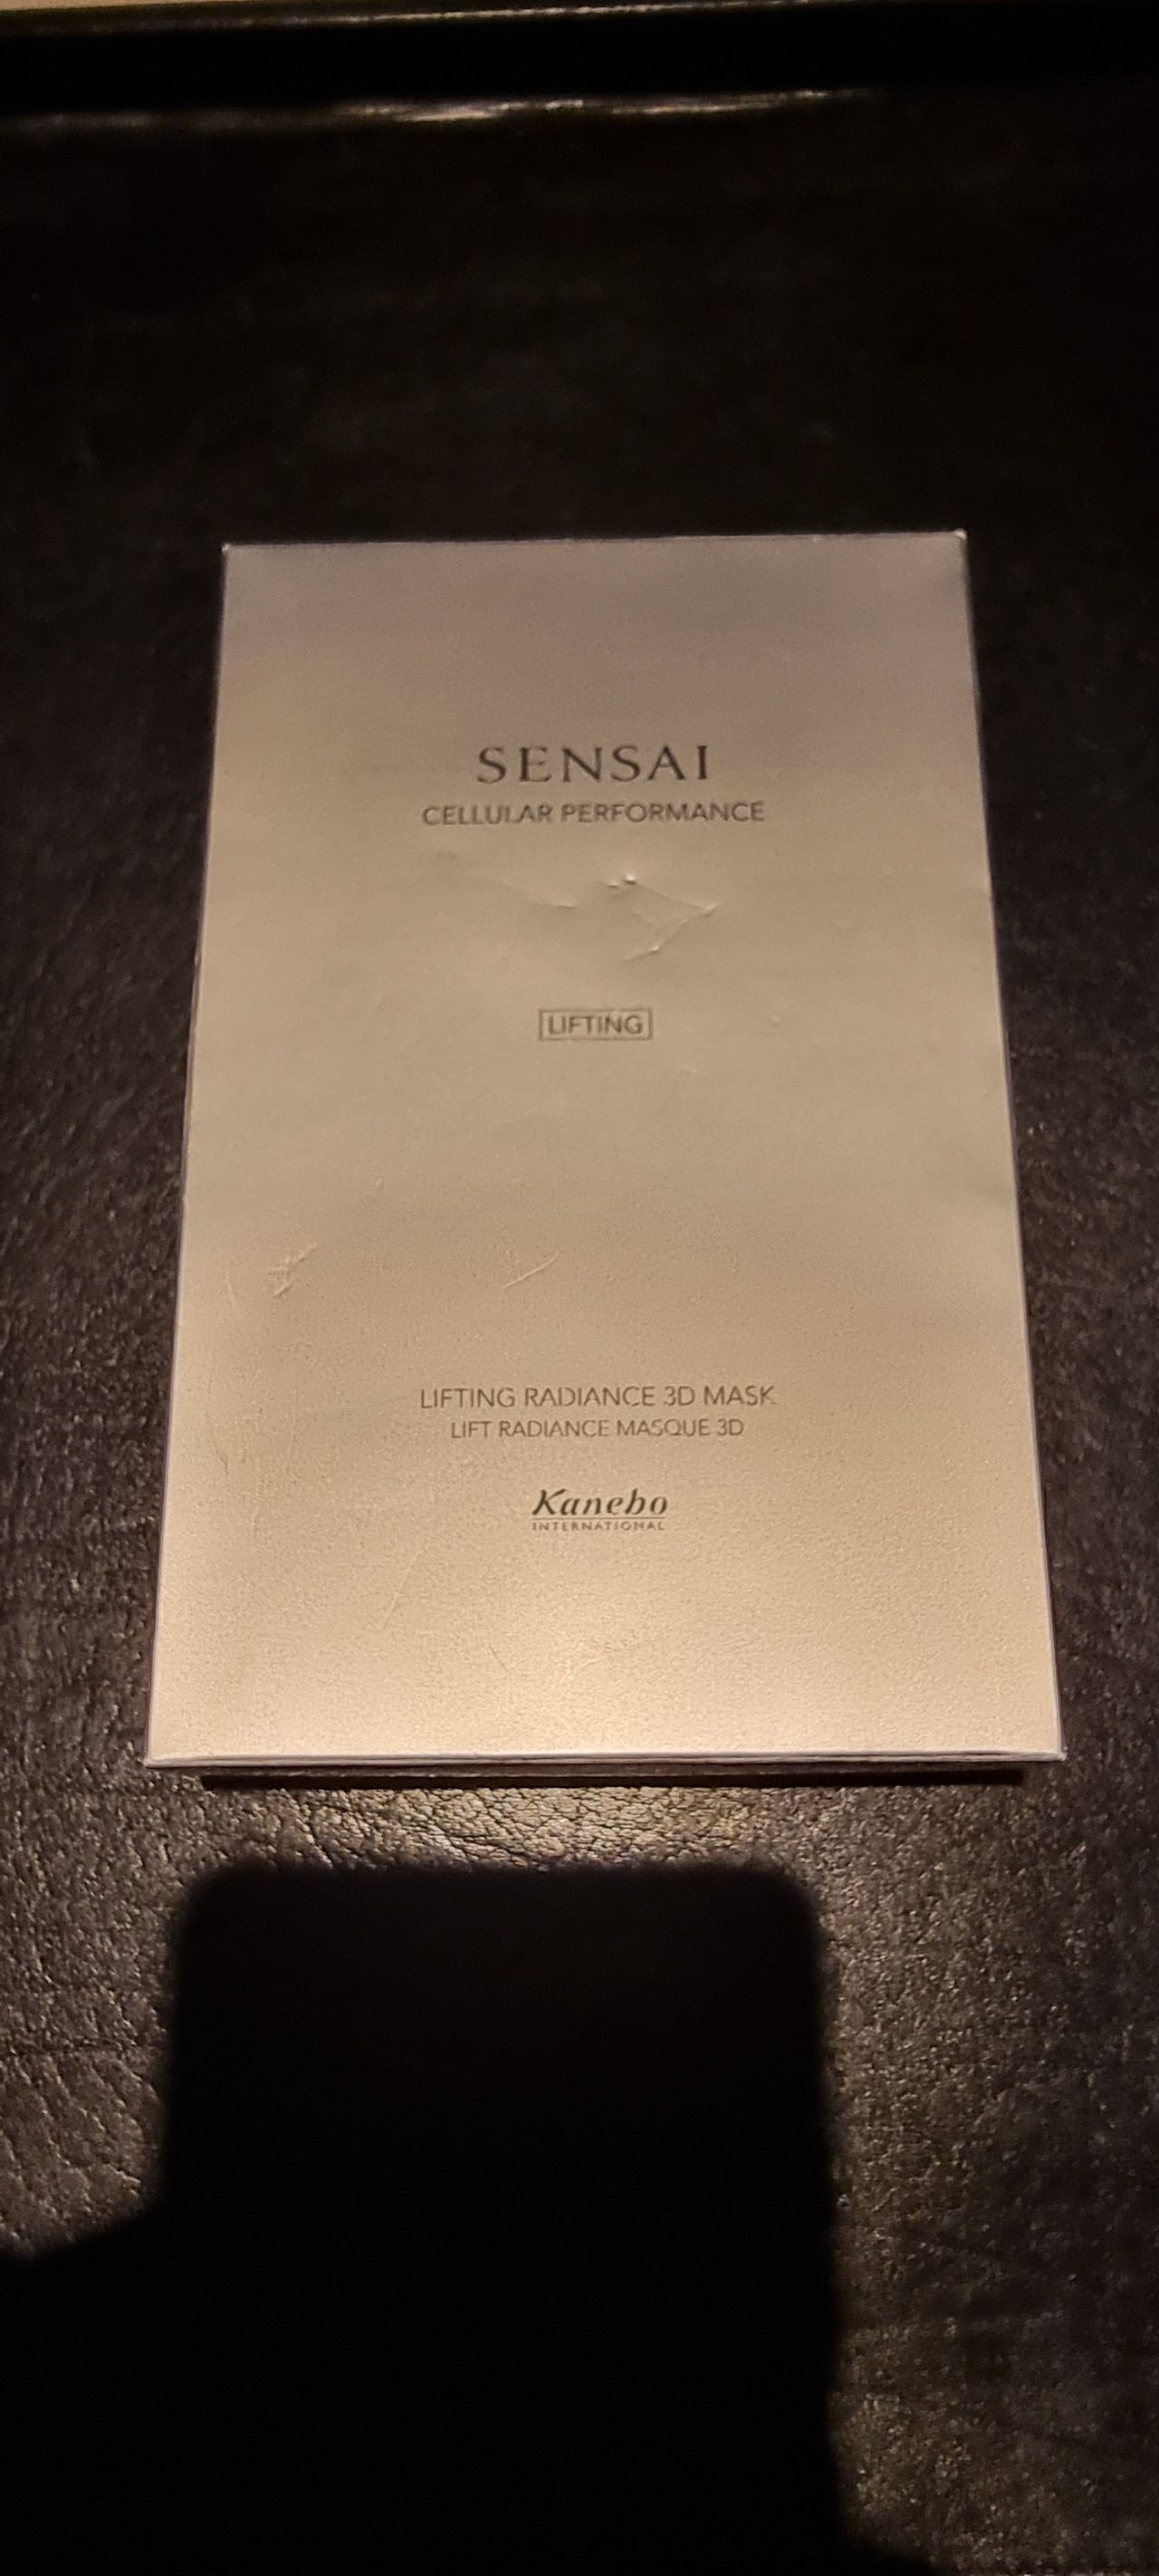 SENSAI
CELLULAR PERFORMANCE
LIFTING
LIFTING RADIANCE 3D MASK
LIFT RADIANCE MASQUE 3D
Kanebo
INTERNATIONAL